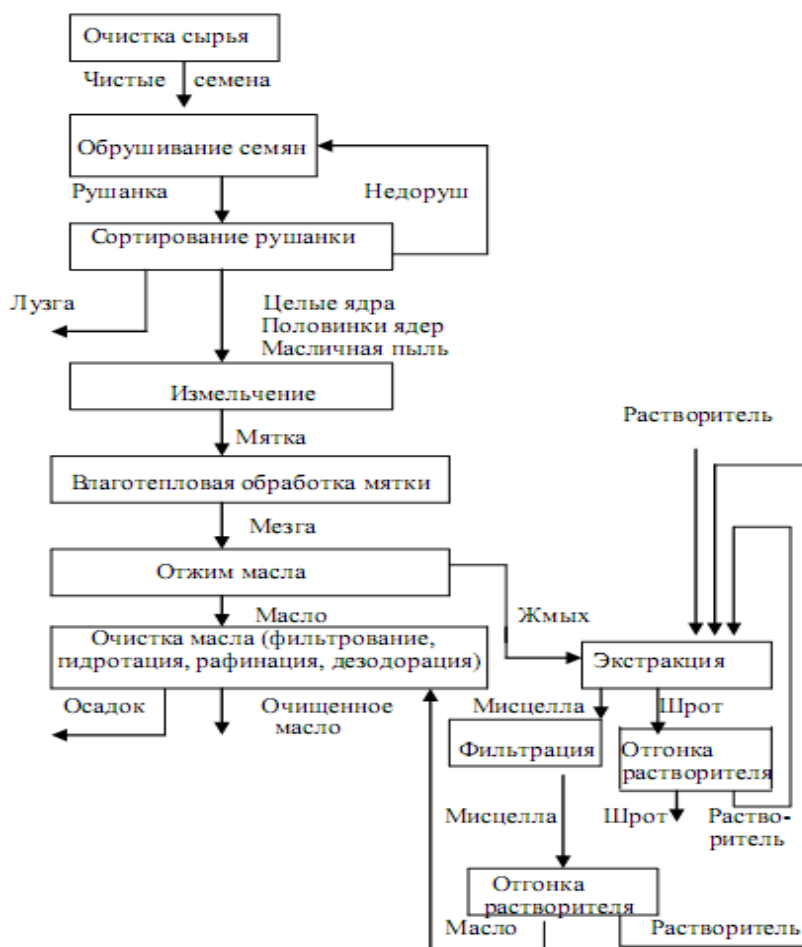 Очистка сырья
Чистые семена
Обрушивание семян
Рушанка
Недоруш
Сортирование рушанки
Лузга
Целые ядра
Половинки ядер
Масличная пыль
Измельчение
Растворитель
Мятка
Влаготепловая обработка мятки
Мезга
Отжим масла
Масло
Жмых
Очистка масла (фильтрование,
гидротация, рафинация, дезодорация)
Экстракция
Осадок
Очищенное
масло
Мисцелла
Шрот
Фильтрация
Отгонка
растворителя
Мисцелла
Шрот
Раство-
ритель
Отгонка
растворителя
Масло
Растворитель